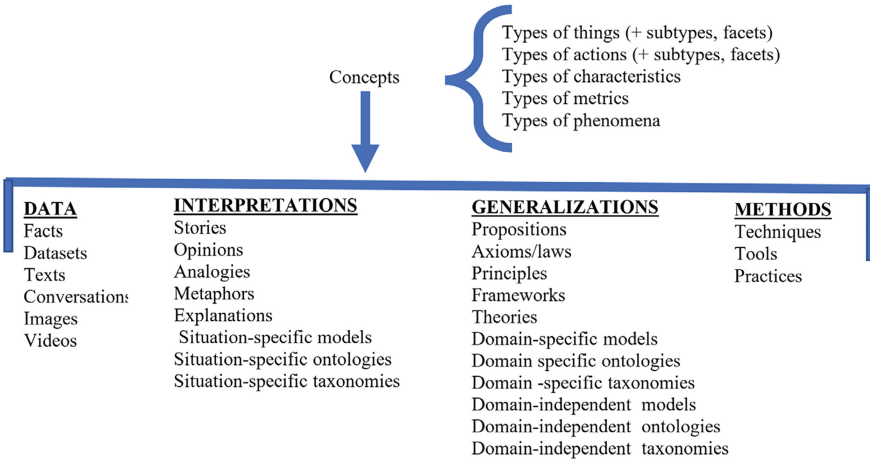 Types of things (+ subtypes, facets)
Types of actions (+ subtypes, facets)
Concepts
Types of characteristics
Types of metrics
Types of phenomena
DATA
Facts
Datasets
Texts
Conversations
Images
Videos
INTERPRETATIONS
Stories
Opinions
Analogies
Metaphors
Explanations
Situation-specific models
Situation-specific ontologies
Situation-specific taxonomies
GENERALIZATIONS
Propositions
Axioms/laws
Principles
Frameworks
Theories
Domain-specific models
Domain specific ontologies
Domain -specific taxonomies
Domain-independent models
Domain-independent ontologies
Domain-independent taxonomies
METHODS
Techniques
Tools
Practices